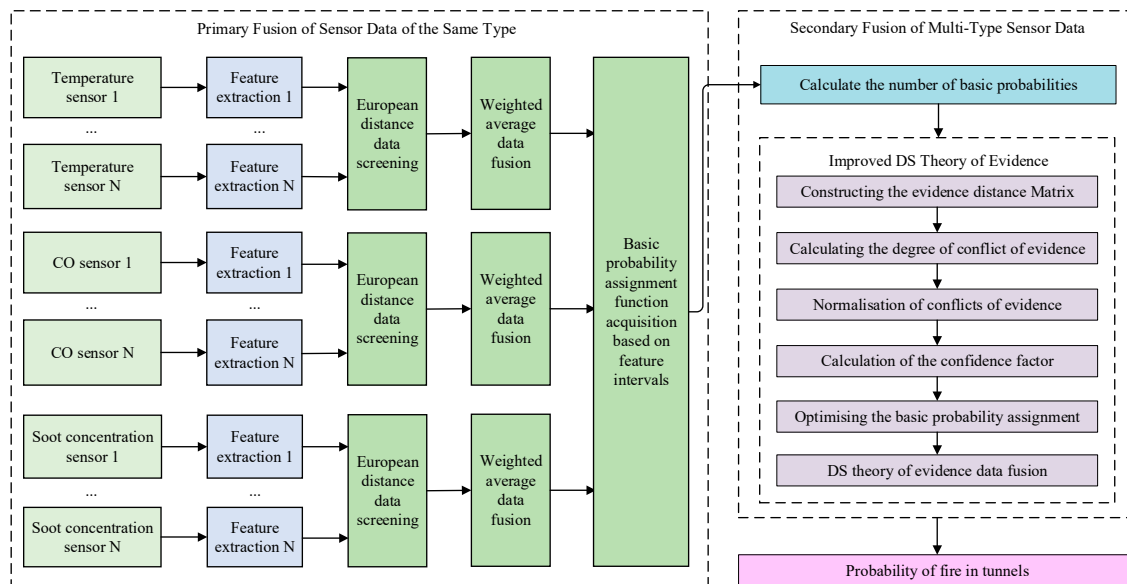 Primary Fusion of Sensor Data of the Same Type
Temperature
sensor 1
Feature
extraction 1
...
...
Temperature
sensor N
Feature
extraction N
European
distance
data
screening
Weighted
average
data
fusion
CO sensor 1
Feature
extraction 1
...
...
CO sensor N
Feature
extraction N
European
distance
data
screening
Weighted
average
data
fusion
Soot concentration
sensor 1
Feature
extraction 1
...
...
Soot concentration
sensor N
Feature
extraction N
European
distance
data
screening
Weighted
average
data
fusion
Basic
probability
assignment
function
acquisition
based on
feature
intervals
Secondary Fusion of Multi-Type Sensor Data
Calculate the number of basic probabilities
Improved DS Theory of Evidence
Constructing the evidence distance Matrix
Calculating the degree of conflict of evidence
Normalisation of conflicts of evidence
Calculation of the confidence factor
Optimising the basic probability assignment
DS theory of evidence data fusion
Probability of fire in tunnels